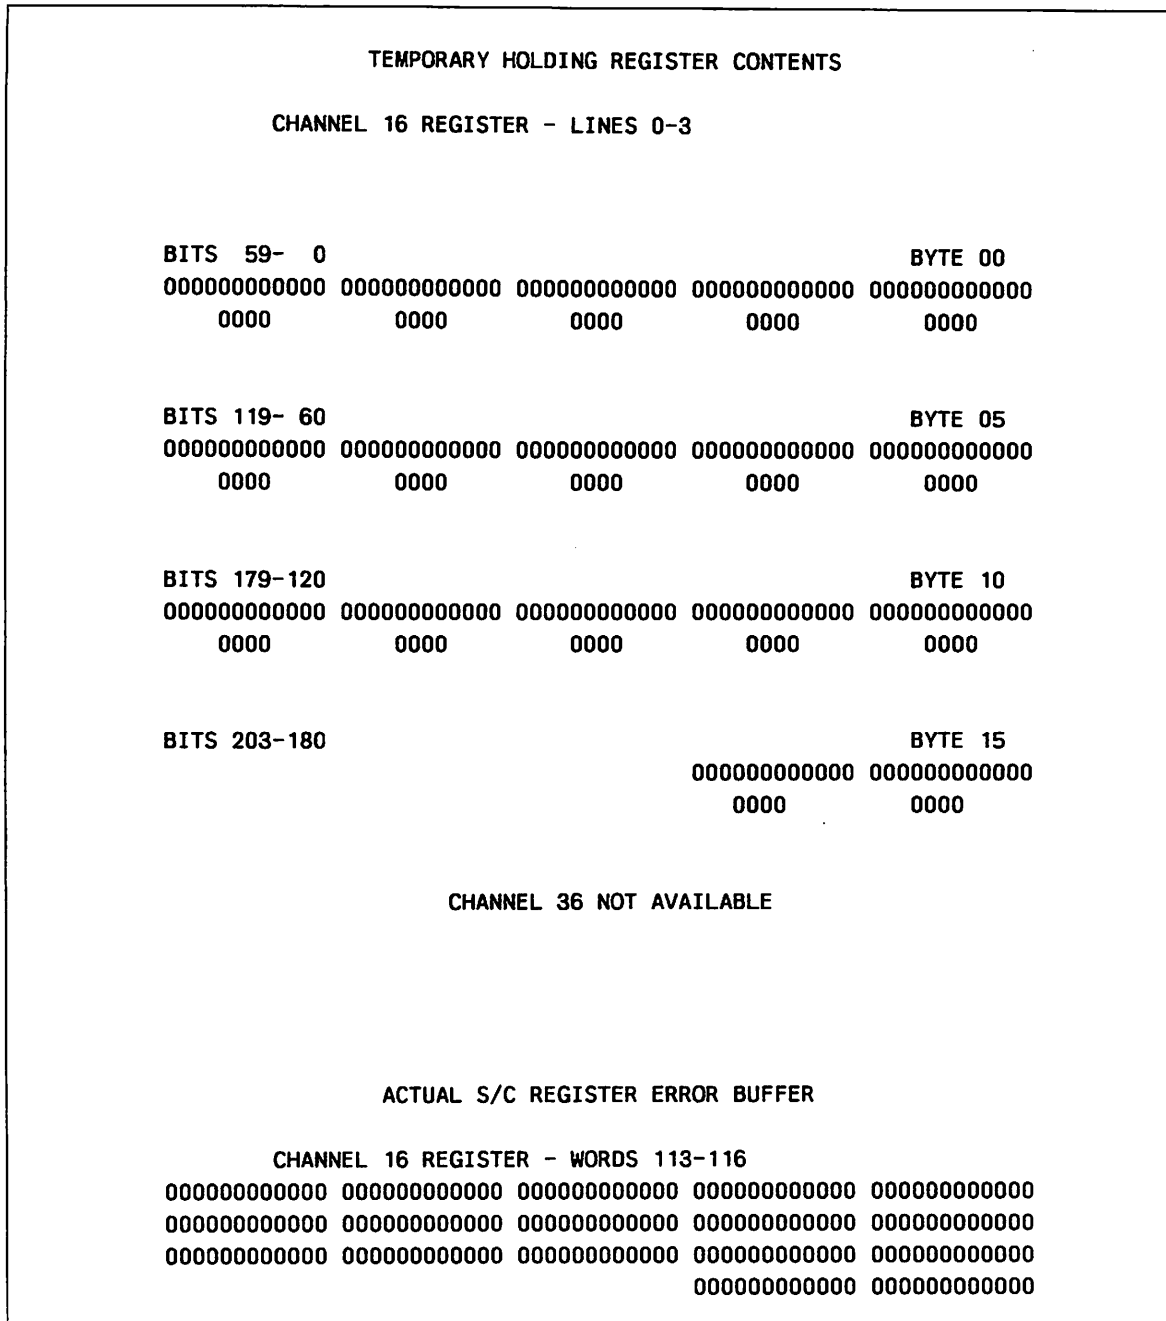 TEMPORARY HOLDING REGISTER CONTENTS
CHANNEL 16 REGISTER - LINES 0-3
BITS 59- 0 BYTE 00
000000000000 000000000000 000000000000 000000000000 000000000000
0000 0000 0000 0000 0000
BITS 119- 60 BYTE 05
000000000000 000000000000 000000000000 000000000000 000000000000
0000 0000 0000 0000 0000
BITS 179-120 BYTE 10
000000000000 000000000000 000000000000 000000000000 000000000000
0000 0000 0000 0000 0000
BITS 203-180 BYTE 15
000000000000 000000000000
0000 0000
CHANNEL 36 NOT AVAILABLE
ACTUAL S/C REGISTER ERROR BUFFER
CHANNEL 16 REGISTER - WORDS 113-116
000000000000 000000000000 000000000000 000000000000 000000000000
000000000000 000000000000 000000000000 000000000000 000000000000
000000000000 000000000000 000000000000 000000000000 000000000000
000000000000 000000000000